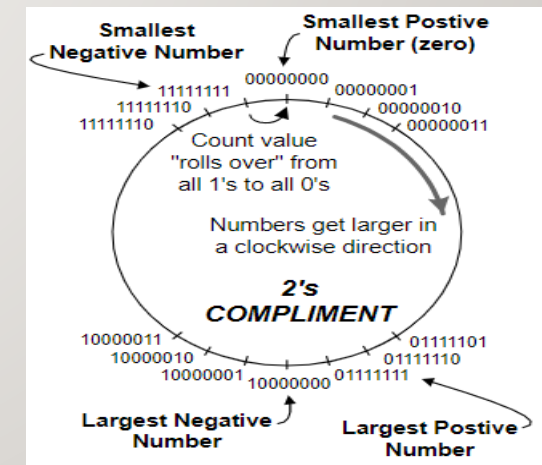 Smallest
Negative Number
Smallest Postive
Number (zero)
11111111
00000000
00000001
11111110
00000010
11111110
00000011
Count value
"rolls over" from
all 1's to all 0's
Numbers get larger in
a clockwise direction
2's
COMPLIMENT
10000011
01111101
10000010
01111110
10000001
10000000
01111111
Largest Negative
Number
Largest Postive
Number